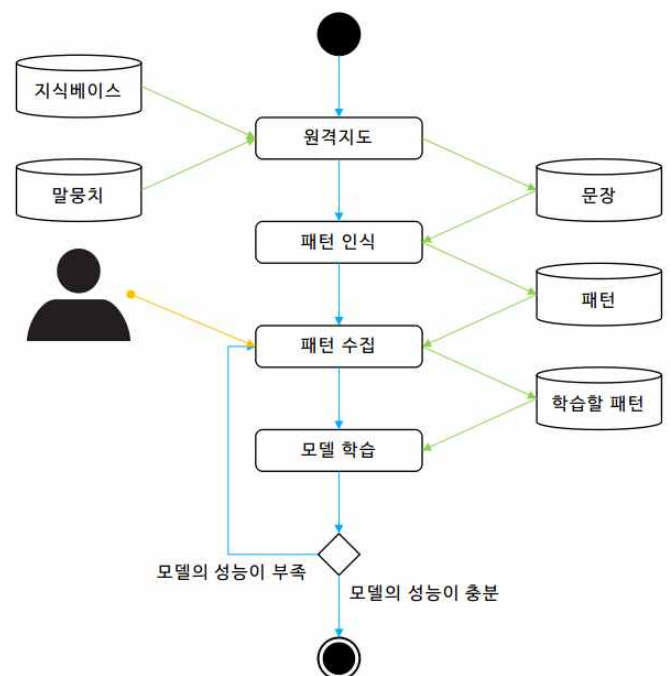 지식베이스
원격지도
말뭉치
문장
패턴 인식
패턴
패턴 수집
학습할 패턴
모델 학습
모델의 성능이 부족
모델의 성능이 충분